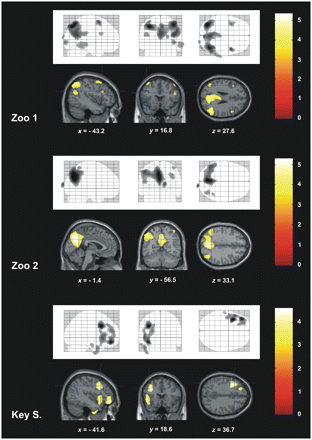 5
4
3
2
1
0
Zoo 1
x = - 43.2
y = 16.8
z = 27.6
5
4
3
2
1
0
Zoo 2
x = - 1.4
y = - 56.5
z = 33.1
4
3
2
1
0
Key S.
x = - 41.6
y = 18.6
z = 36.7